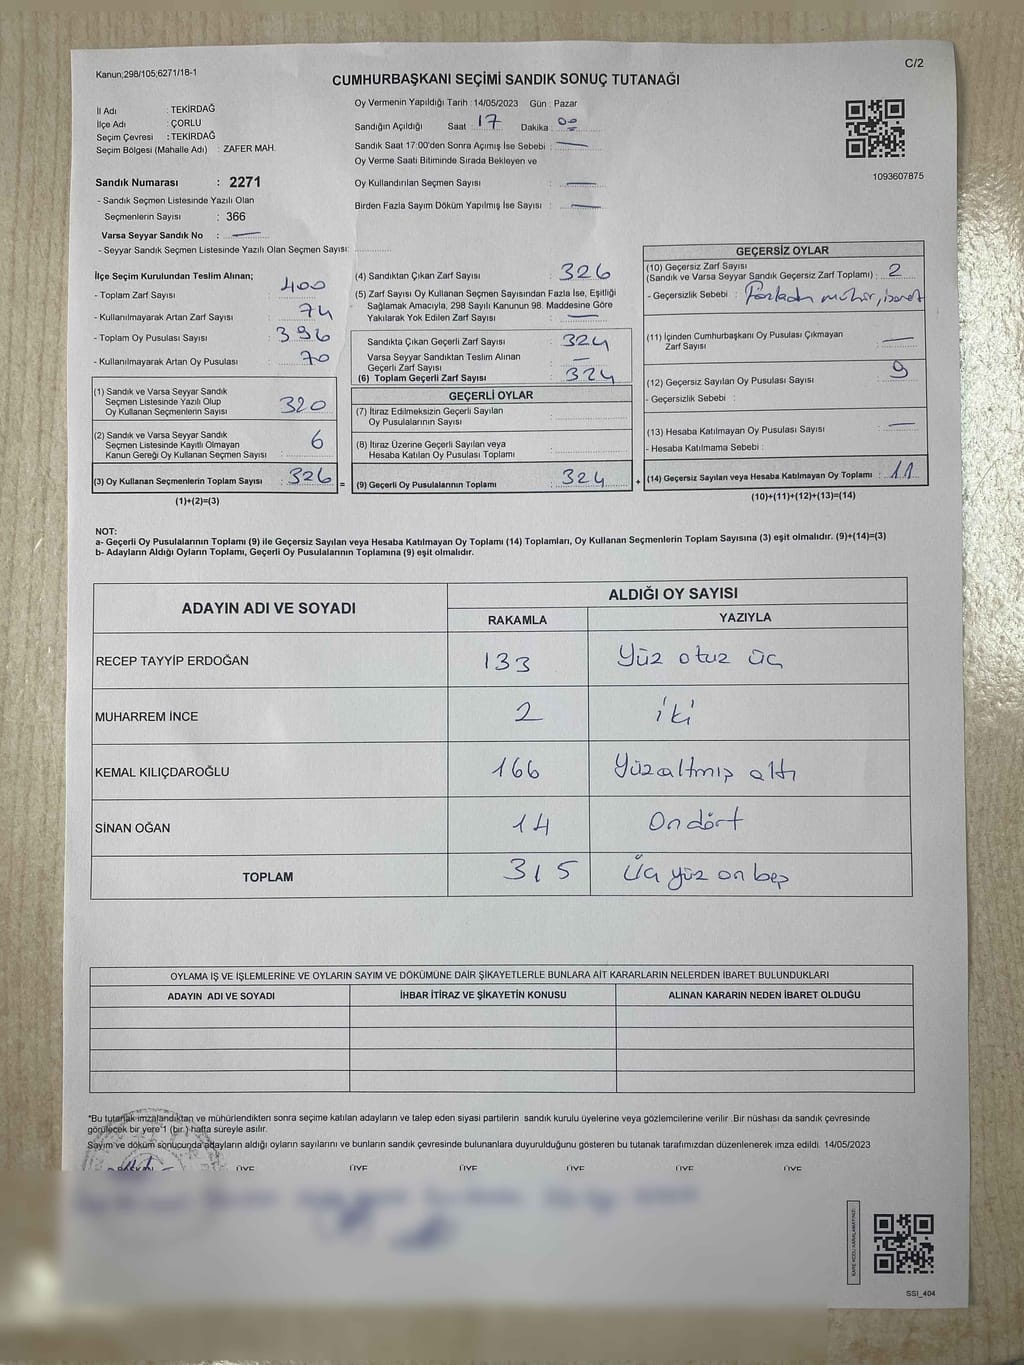 Kanun;298/105;6271/18-1
C/2
CUMHURBAŞKANI SEÇİMİ SANDIK SONUÇ TUTANAĞI
İl Adı : TEKİRDAĞ
İlçe Adı : ÇORLU
Seçim Çevresi : TEKİRDAĞ
Seçim Bölgesi (Mahalle Adı) : ZAFER MAH.
Sandık Numarası : 2271
- Sandık Seçmen Listesinde Yazılı Olan
Seçmenlerin Sayısı : 366
Varsa Seyyar Sandık No : —
- Seyyar Sandık Seçmen Listesinde Yazılı Olan Seçmen Sayısı:
Oy Vermenin Yapıldığı Tarih : 14/05/2023 Gün : Pazar
Sandığın Açıldığı Saat : 17 Dakika : 00
Sandık Saat 17:00'den Sonra Açımış İse Sebebi : —
Oy Verme Saati Bitiminde Sırada Bekleyen ve
Oy Kullandırılan Seçmen Sayısı : —
Birden Fazla Sayım Döküm Yapılmış İse Sayısı : —
1093607875
İlçe Seçim Kurulundan Teslim Alınan;
- Toplam Zarf Sayısı : 400
- Kullanılmayarak Artan Zarf Sayısı : 74
- Toplam Oy Pusulası Sayısı : 396
- Kullanılmayarak Artan Oy Pusulası : 70
(1) Sandık ve Varsa Seyyar Sandık
Seçmen Listesinde Yazılı Olup
Oy Kullanan Seçmenlerin Sayısı : 320
(2) Sandık ve Varsa Seyyar Sandık
Seçmen Listesinde Kayıtlı Olmayan
Kanun Gereği Oy Kullanan Seçmen Sayısı : 6
(3) Oy Kullanan Seçmenlerin Toplam Sayısı : 326
(1)+(2)=(3)
(4) Sandıktan Çıkan Zarf Sayısı : 326
(5) Zarf Sayısı Oy Kullanan Seçmen Sayısından Fazla İse, Eşitliği
Sağlamak Amacıyla, 298 Sayılı Kanunun 98. Maddesine Göre
Yakılarak Yok Edilen Zarf Sayısı : —
Sandıkta Çıkan Geçerli Zarf Sayısı : 324
Varsa Seyyar Sandıktan Teslim Alınan
Geçerli Zarf Sayısı : —
(6) Toplam Geçerli Zarf Sayısı : 324
GEÇERLİ OYLAR
(7) İtiraz Edilmeksizin Geçerli Sayılan
Oy Pusulalarının Sayısı :
(8) İtiraz Üzerine Geçerli Sayılan veya
Hesaba Katılan Oy Pusulası Toplamı :
= (9) Geçerli Oy Pusulalarının Toplamı : 324 +
GEÇERSİZ OYLAR
(10) Geçersiz Zarf Sayısı
(Sandık ve Varsa Seyyar Sandık Geçersiz Zarf Toplamı) : 2
- Geçersizlik Sebebi : Fazladan mühür, işaret
(11) İçinden Cumhurbaşkanı Oy Pusulası Çıkmayan
Zarf Sayısı : —
(12) Geçersiz Sayılan Oy Pusulası Sayısı : 9
- Geçersizlik Sebebi :
(13) Hesaba Katılmayan Oy Pusulası Sayısı : —
- Hesaba Katılmama Sebebi :
(14) Geçersiz Sayılan veya Hesaba Katılmayan Oy Toplamı : 11
(10)+(11)+(12)+(13)=(14)
NOT:
a- Geçerli Oy Pusulalarının Toplamı (9) ile Geçersiz Sayılan veya Hesaba Katılmayan Oy Toplamı (14) Toplamları, Oy Kullanan Seçmenlerin Toplam Sayısına (3) eşit olmalıdır. (9)+(14)=(3)
b- Adayların Aldığı Oyların Toplamı, Geçerli Oy Pusulalarının Toplamına (9) eşit olmalıdır.
ADAYIN ADI VE SOYADI ALDIĞI OY SAYISI
RAKAMLA YAZIYLA
RECEP TAYYİP ERDOĞAN 133 Yüz otuz üç
MUHARREM İNCE 2 iki
KEMAL KILIÇDAROĞLU 166 Yüzaltmış altı
SİNAN OĞAN 14 On dört
TOPLAM 315 Üç yüz on beş
OYLAMA İŞ VE İŞLEMLERİNE VE OYLARIN SAYIM VE DÖKÜMÜNE DAİR ŞİKAYETLERLE BUNLARA AİT KARARLARIN NELERDEN İBARET BULUNDUKLARI
ADAYIN ADI VE SOYADI İHBAR İTİRAZ VE ŞİKAYETİN KONUSU ALINAN KARARIN NEDEN İBARET OLDUĞU
*Bu tutanak imzalandıktan ve mühürlendikten sonra seçime katılan adayların ve talep eden siyasi partilerin sandık kurulu üyelerine veya gözlemcilerine verilir .Bir nüshası da sandık çevresinde
görülecek bir yere 1 (bir ) hafta süreyle asılır.
Sayım ve döküm sonucunda adayların aldığı oyların sayılarını ve bunların sandık çevresinde bulunanlara duyurulduğunu gösteren bu tutanak tarafımızdan düzenlenerek imza edildi. 14/05/2023
BAŞKAN ÜYE ÜYE ÜYE ÜYE ÜYE ÜYE
SSI_404